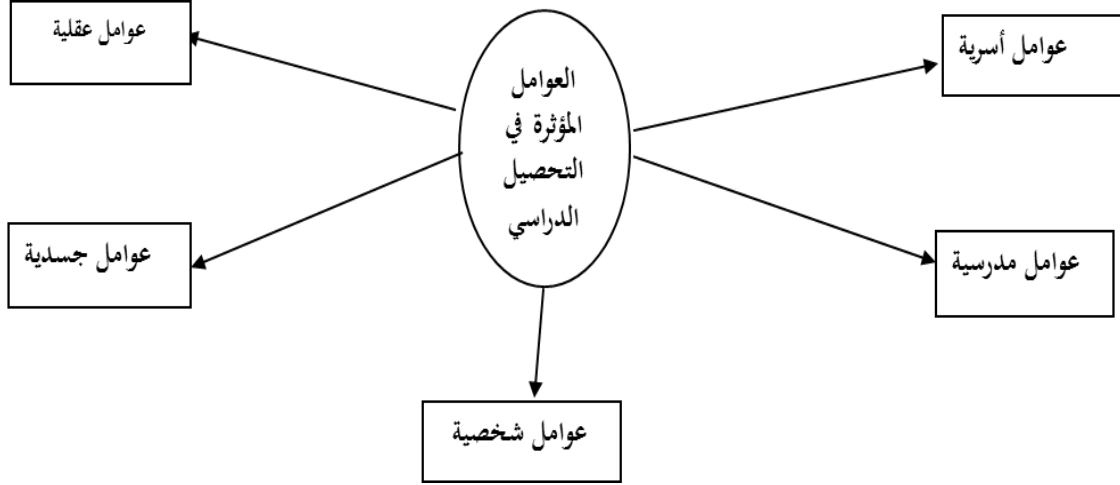 العوامل
المؤثرة في
التحصيل
الدراسي
عوامل أسرية
عوامل عقلية
عوامل مدرسية
عوامل جسدية
عوامل شخصية